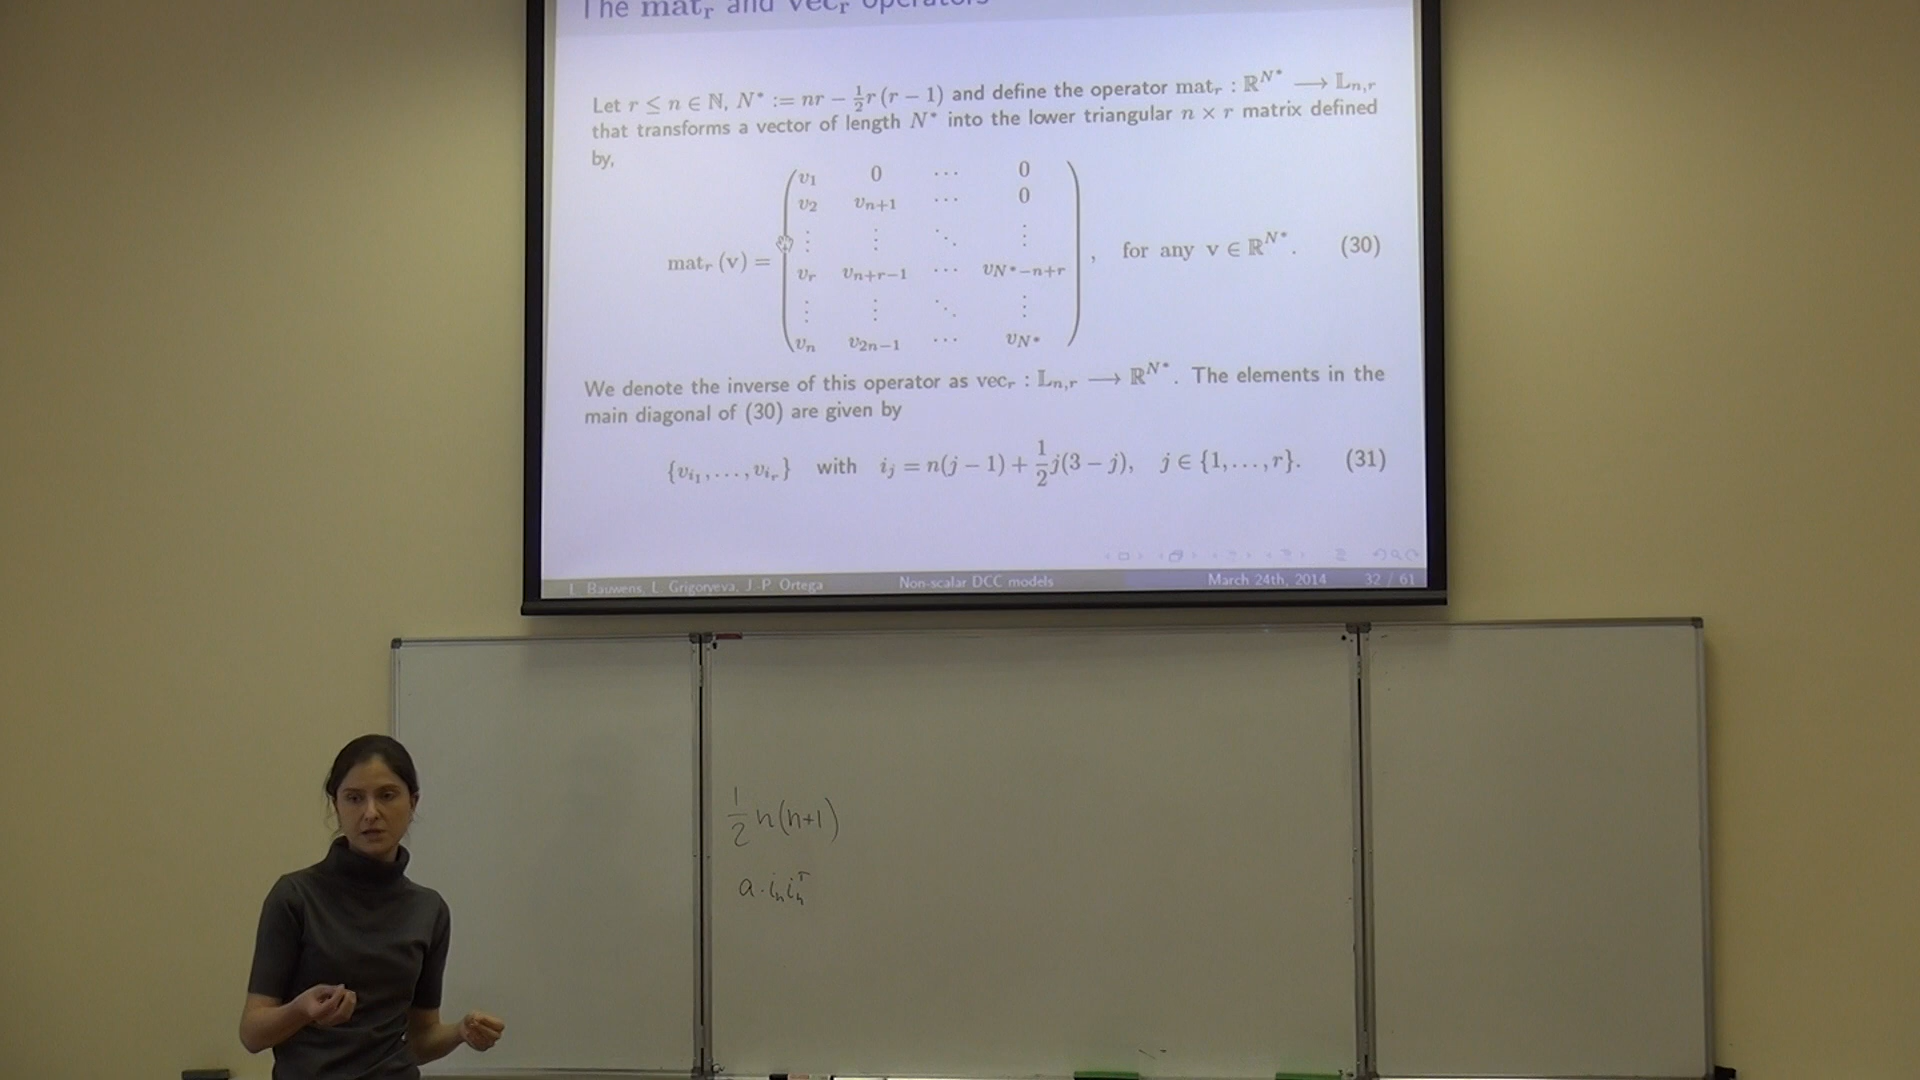 The mat_r and vec_r operators
Let r ≤ n ∈ ℕ, N* := nr − ½r (r − 1) and define the operator mat_r : ℝ^{N*} ⟶ 𝕃_{n,r}
that transforms a vector of length N* into the lower triangular n × r matrix defined
by,
v_1 0 ⋯ 0
v_2 v_{n+1} ⋯ 0
⋮ ⋮ ⋱ ⋮
mat_r (v) = ( v_r v_{n+r−1} ⋯ v_{N*−n+r} ) , for any v ∈ ℝ^{N*}. (30)
⋮ ⋮ ⋱ ⋮
v_n v_{2n−1} ⋯ v_{N*}
We denote the inverse of this operator as vec_r : 𝕃_{n,r} ⟶ ℝ^{N*}. The elements in the
main diagonal of (30) are given by
{v_{i_1}, . . . , v_{i_r}} with i_j = n(j − 1) + ½j(3 − j), j ∈ {1, . . . , r}. (31)
L. Bauwens, L. Grigoryeva, J.-P. Ortega Non-scalar DCC models March 24th, 2014 32 / 61
½ n(n+1)
a·i_n i_n^T